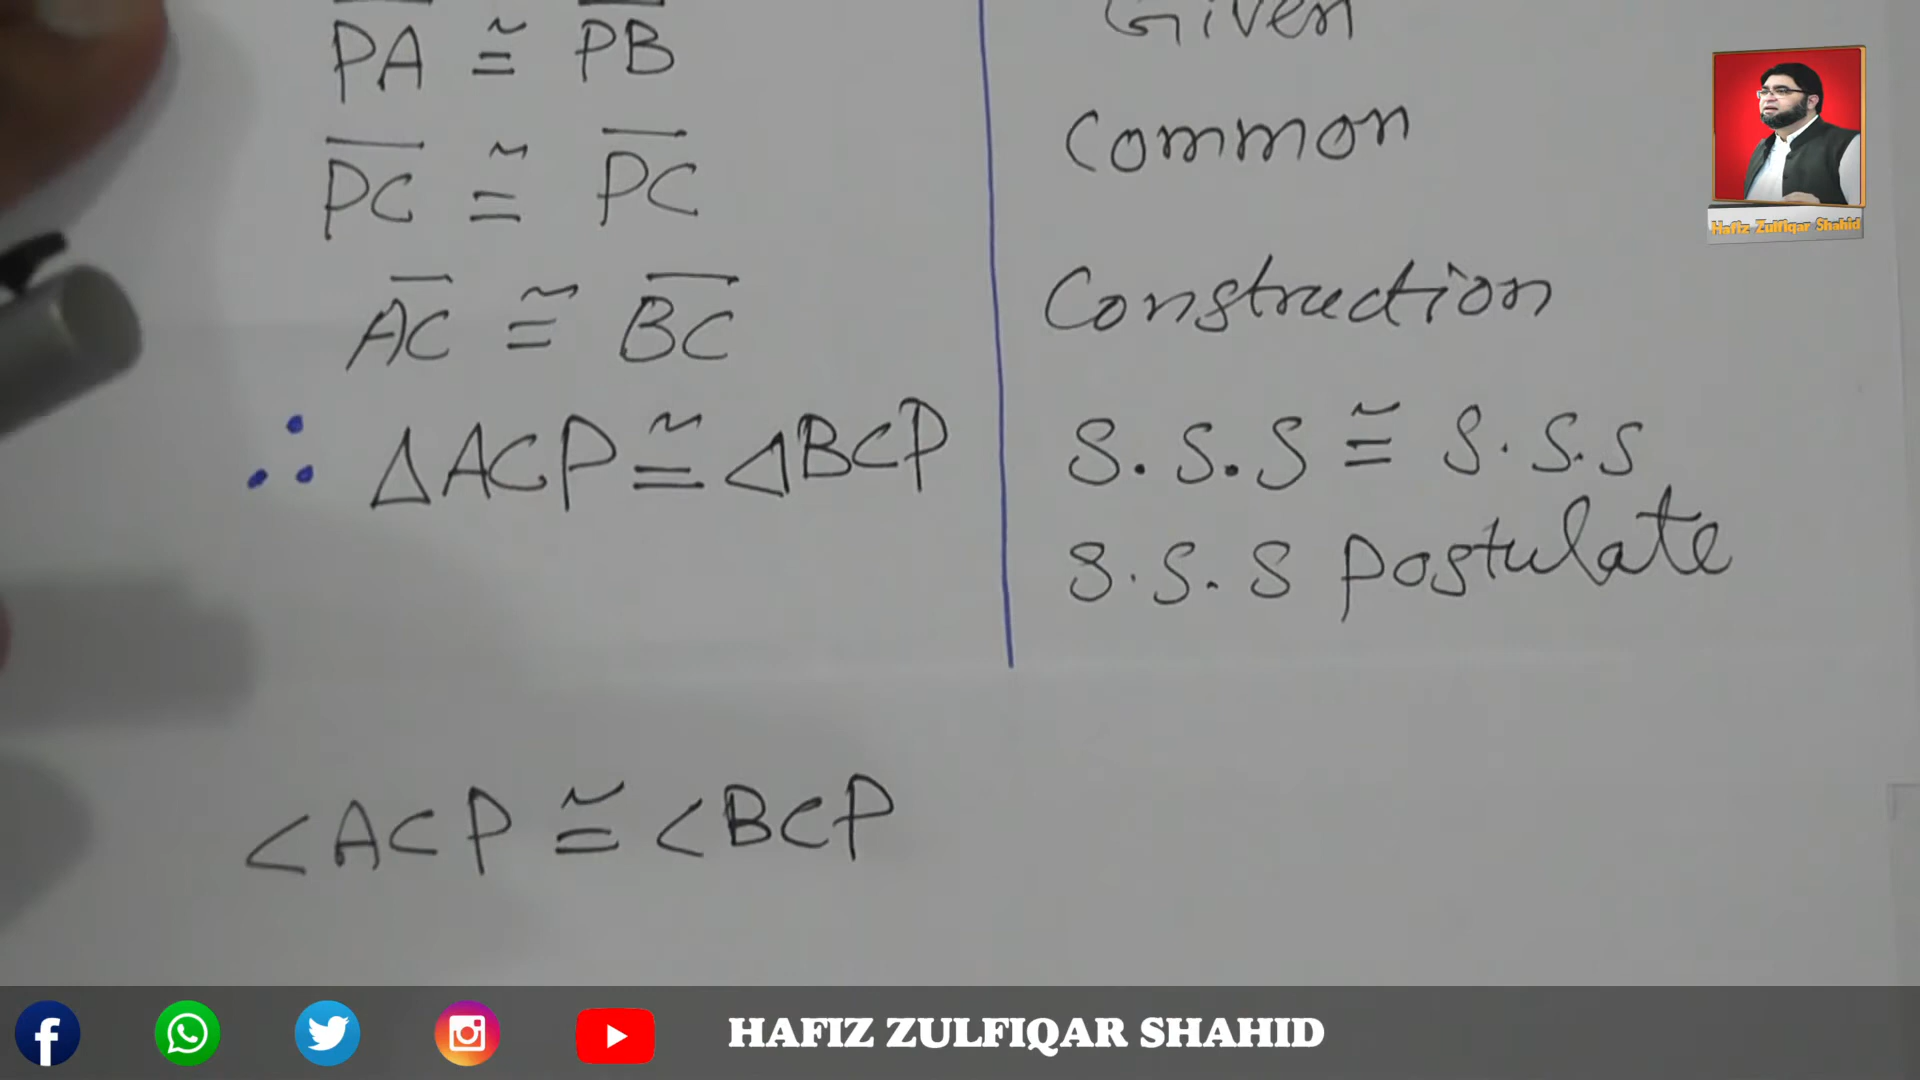 PA ≅ PB Given
PC ≅ PC Common
AC ≅ BC Construction
∴ ΔACP ≅ ΔBCP S.S.S ≅ S.S.S
S.S.S postulate
<ACP ≅ <BCP
Hafiz Zulfiqar Shahid
HAFIZ ZULFIQAR SHAHID